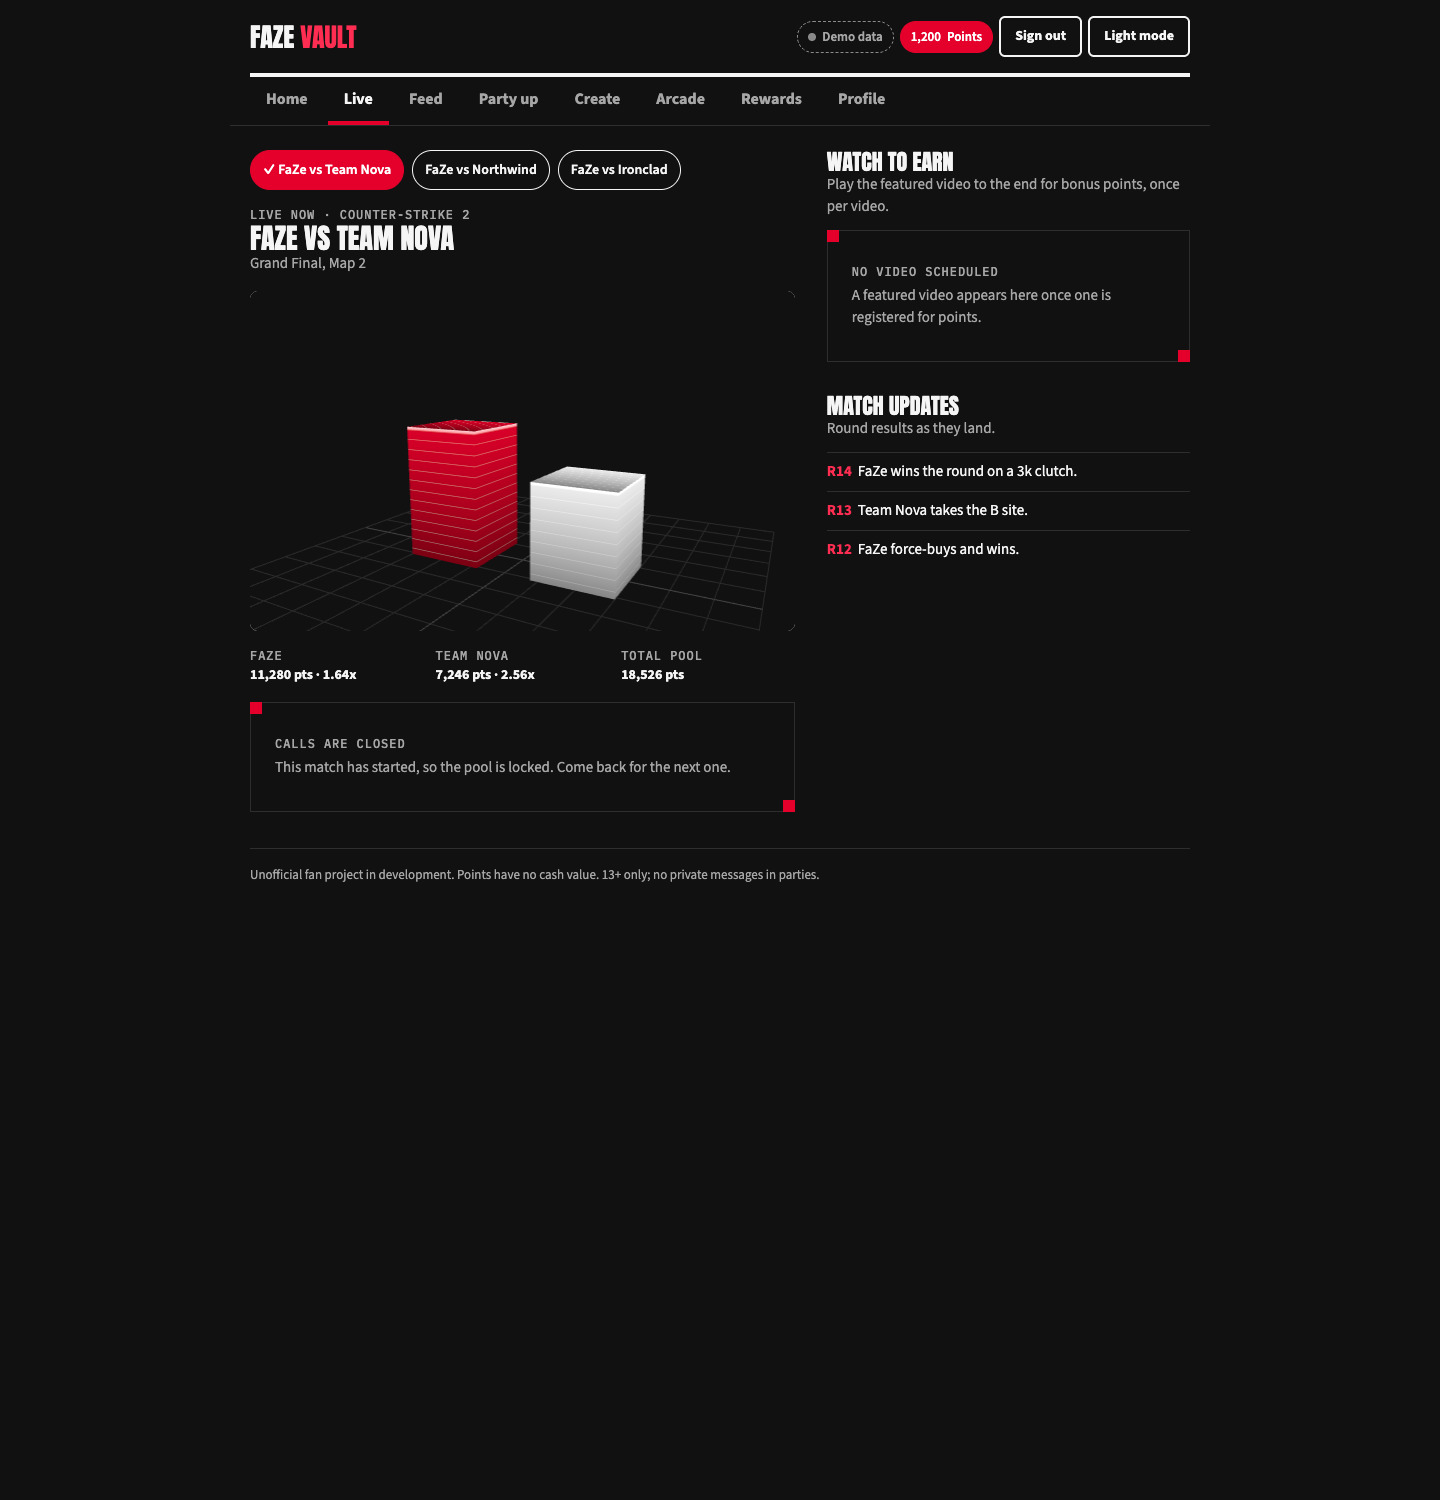 FAZE VAULT
Demo data
1,200 Points
Sign out
Light mode
Home
Live
Feed
Party up
Create
Arcade
Rewards
Profile
✓ FaZe vs Team Nova
FaZe vs Northwind
FaZe vs Ironclad
LIVE NOW · COUNTER-STRIKE 2
FAZE VS TEAM NOVA
Grand Final, Map 2
FAZE
11,280 pts · 1.64x
TEAM NOVA
7,246 pts · 2.56x
TOTAL POOL
18,526 pts
CALLS ARE CLOSED
This match has started, so the pool is locked. Come back for the next one.
WATCH TO EARN
Play the featured video to the end for bonus points, once
per video.
NO VIDEO SCHEDULED
A featured video appears here once one is
registered for points.
MATCH UPDATES
Round results as they land.
R14 FaZe wins the round on a 3k clutch.
R13 Team Nova takes the B site.
R12 FaZe force-buys and wins.
Unofficial fan project in development. Points have no cash value. 13+ only; no private messages in parties.